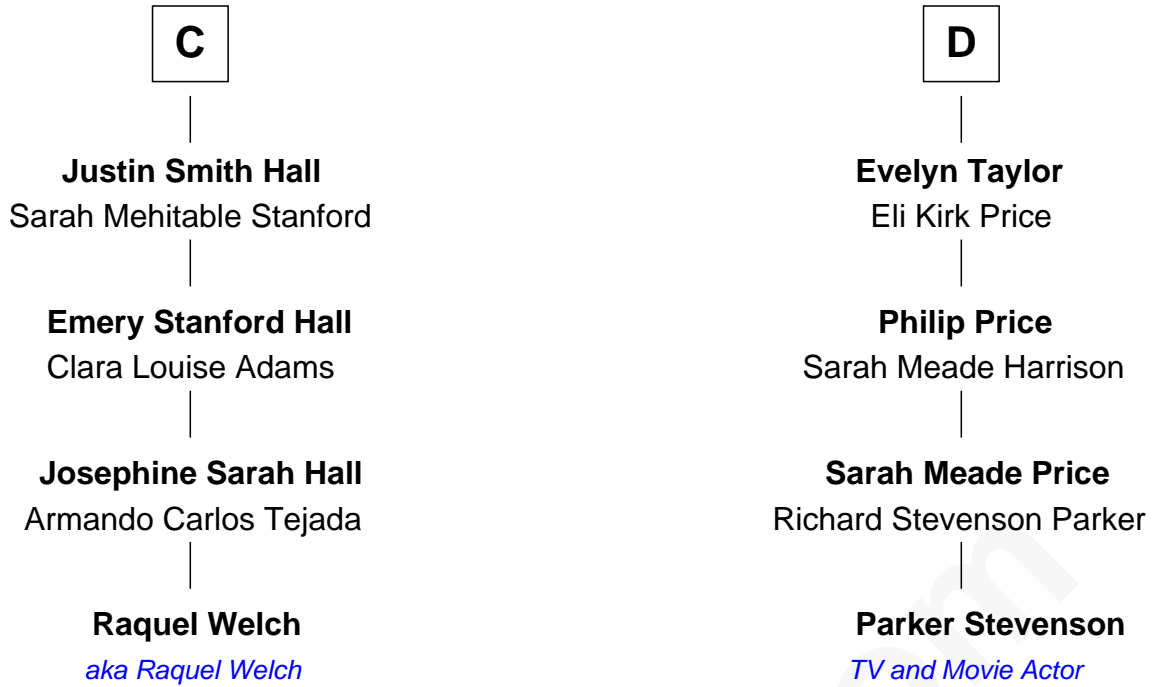 C
Justin Smith Hall
Sarah Mehitable Stanford
Emery Stanford Hall
Clara Louise Adams
Josephine Sarah Hall
Armando Carlos Tejada
Raquel Welch
aka Raquel Welch
D
Evelyn Taylor
Eli Kirk Price
Philip Price
Sarah Meade Harrison
Sarah Meade Price
Richard Stevenson Parker
Parker Stevenson
TV and Movie Actor